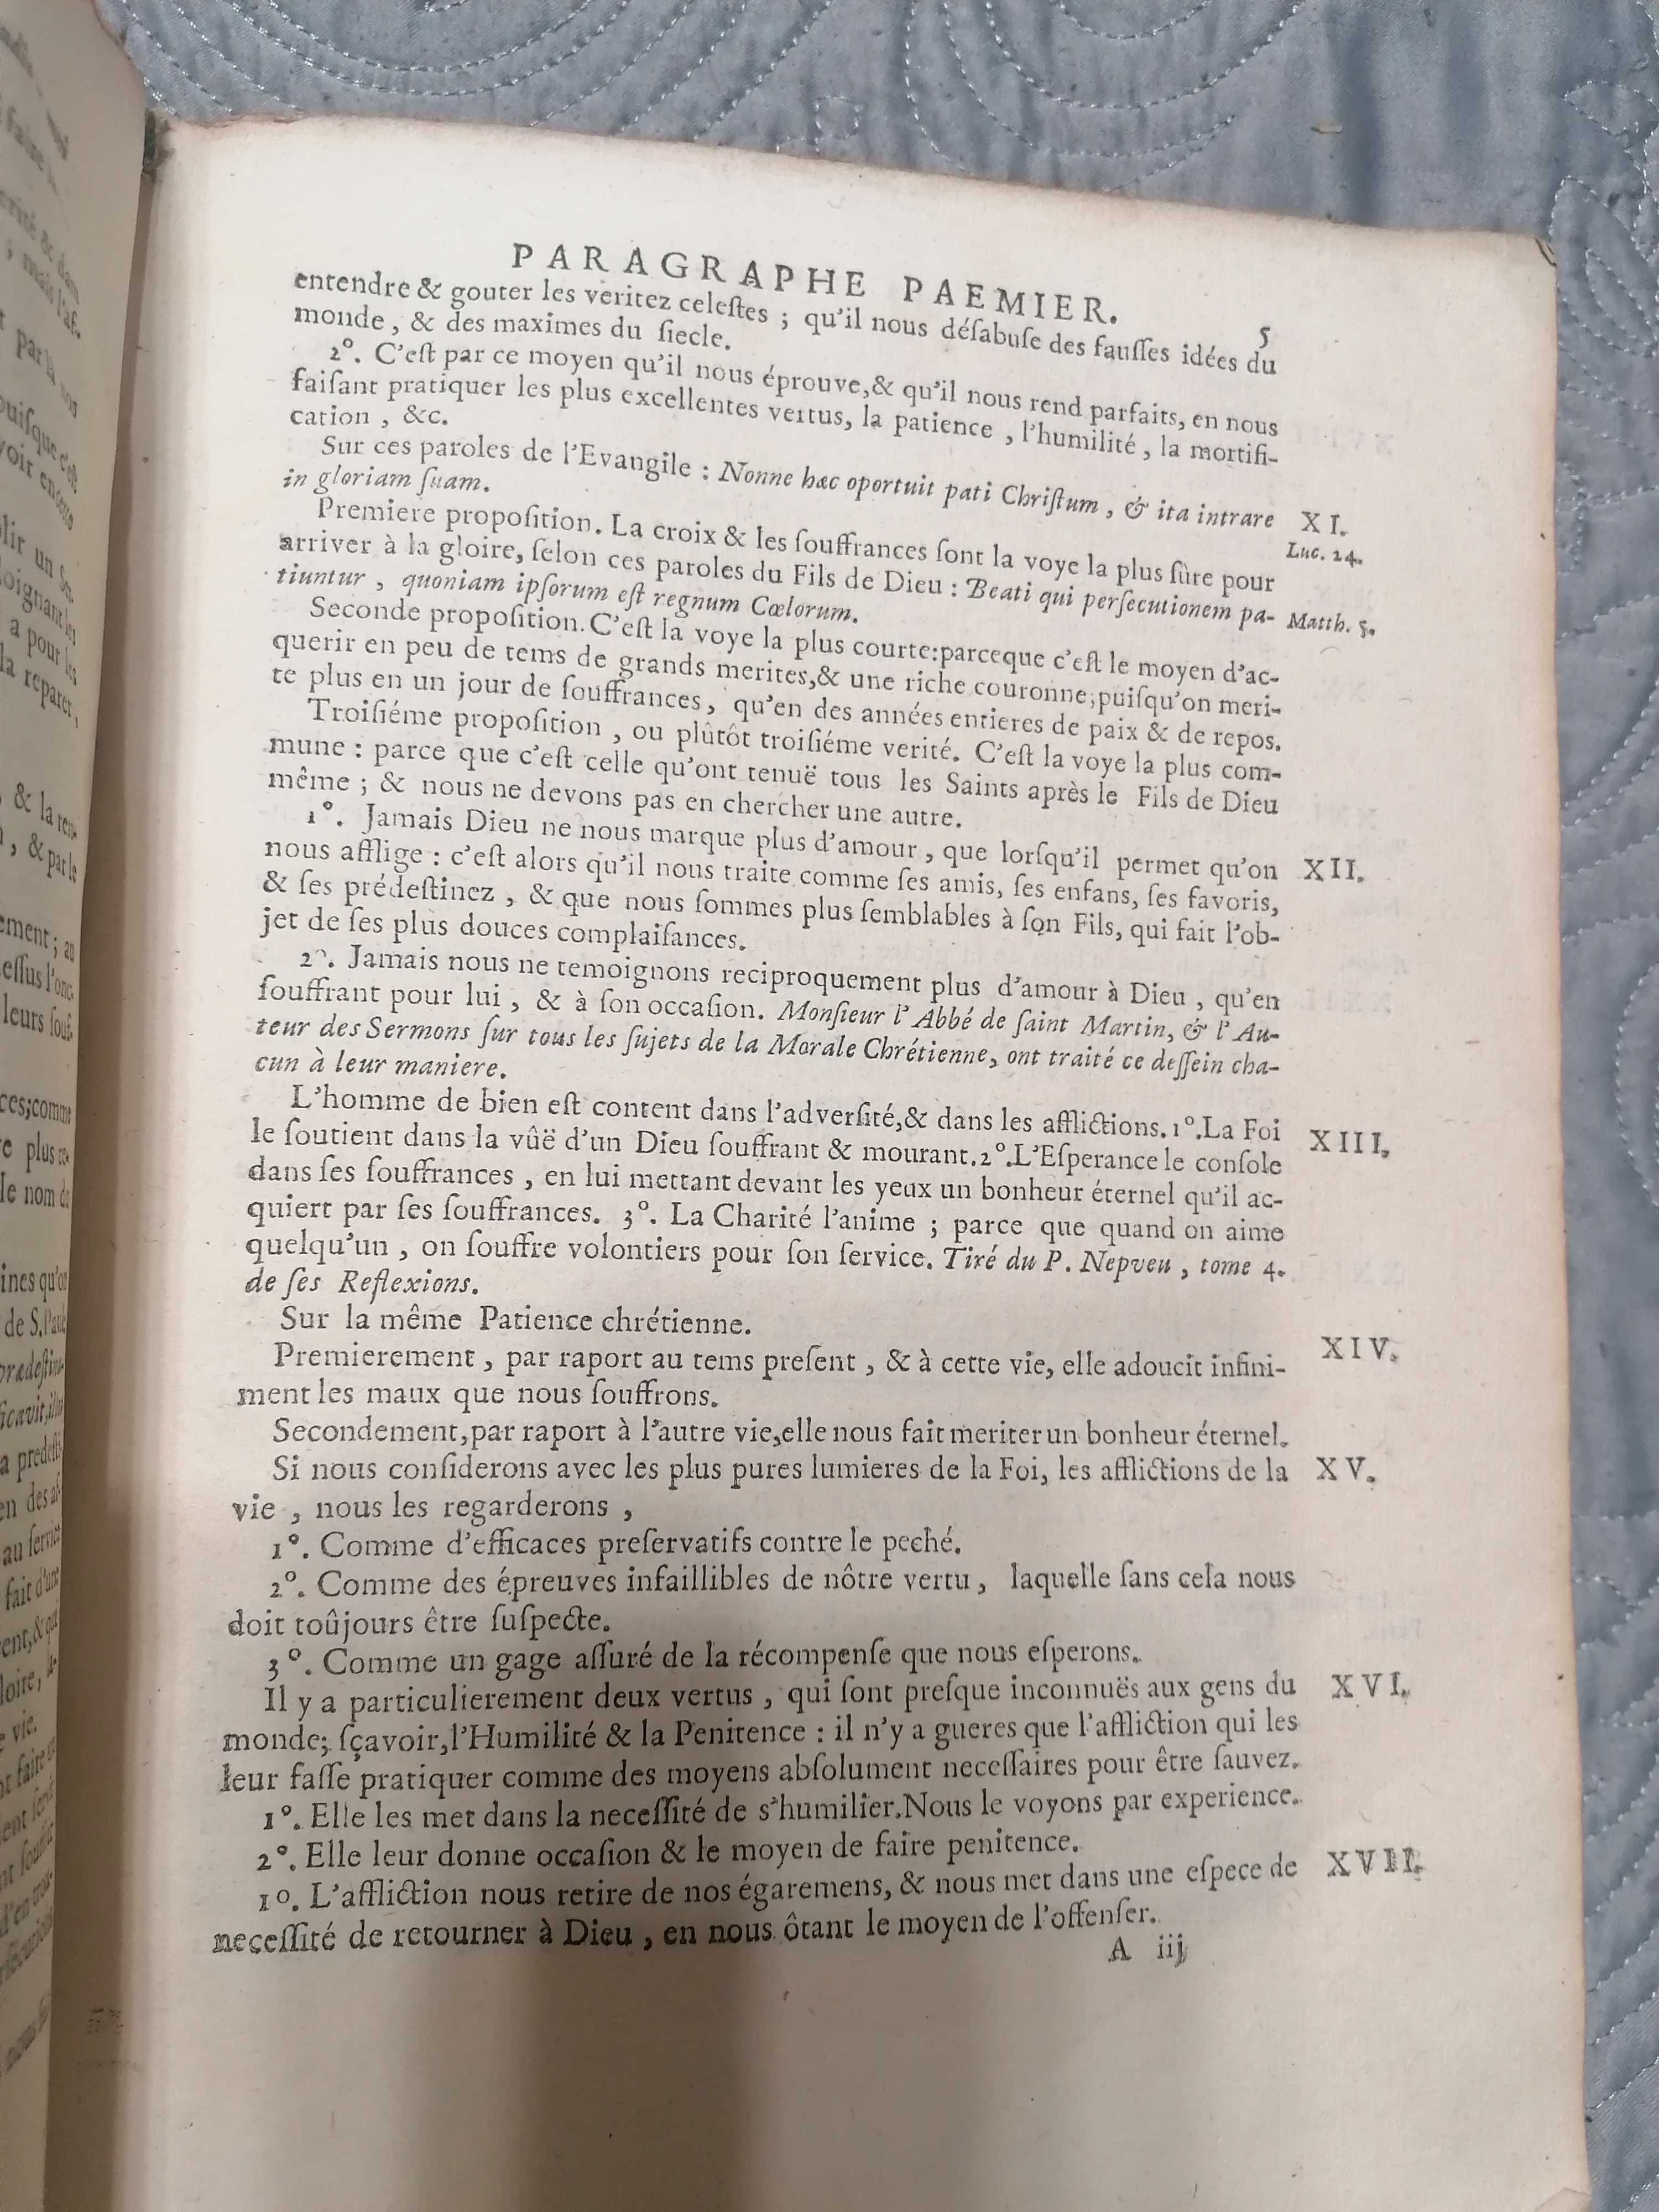 PARAGRAPHE PAEMIER. 5
entendre & gouter les veritez celeſtes ; qu'il nous déſabuſe des fauſſes idées du
monde , & des maximes du ſiecle.
2°. C'eſt par ce moyen qu'il nous éprouve,& qu'il nous rend parfaits, en nous
faiſant pratiquer les plus excellentes vertus, la patience , l'humilité , la mortifi-
cation , &c.
Sur ces paroles de l'Evangile : Nonne hæc oportuit pati Chriſtum , & ita intrare XI.
in gloriam ſuam. Luc. 24.
Premiere propoſition. La croix & les ſouffrances ſont la voye la plus ſûre pour
arriver à la gloire, ſelon ces paroles du Fils de Dieu : Beati qui perſecutionem pa- Matth. 5.
tiuntur , quoniam ipſorum eſt regnum Cœlorum.
Seconde propoſition. C'eſt la voye la plus courte:parceque c'eſt le moyen d'ac-
querir en peu de tems de grands merites,& une riche couronne;puiſqu'on meri-
te plus en un jour de ſouffrances, qu'en des années entieres de paix & de repos.
Troiſiéme propoſition , ou plûtôt troiſiéme verité. C'eſt la voye la plus com-
mune : parce que c'eſt celle qu'ont tenuë tous les Saints après le Fils de Dieu
même ; & nous ne devons pas en chercher une autre.
1°. Jamais Dieu ne nous marque plus d'amour , que lorſqu'il permet qu'on XII.
nous afflige : c'eſt alors qu'il nous traite comme ſes amis, ſes enfans, ſes favoris,
& ſes prédeſtinez , & que nous ſommes plus ſemblables à ſon Fils, qui fait l'ob-
jet de ſes plus douces complaiſances.
2°. Jamais nous ne temoignons reciproquement plus d'amour à Dieu , qu'en
ſouffrant pour lui , & à ſon occaſion. Monſieur l'Abbé de ſaint Martin, & l'Au-
teur des Sermons ſur tous les ſujets de la Morale Chrétienne, ont traité ce deſſein cha-
cun à leur maniere.
L'homme de bien eſt content dans l'adverſité,& dans les afflictions. 1°.La Foi XIII.
le ſoutient dans la vûë d'un Dieu ſouffrant & mourant.2°.L'Eſperance le conſole
dans ſes ſouffrances , en lui mettant devant les yeux un bonheur éternel qu'il ac-
quiert par ſes ſouffrances. 3°. La Charité l'anime ; parce que quand on aime
quelqu'un , on ſouffre volontiers pour ſon ſervice. Tiré du P. Nepveu , tome 4.
de ſes Reflexions.
Sur la même Patience chrétienne. XIV.
Premierement , par raport au tems preſent , & à cette vie, elle adoucit infini-
ment les maux que nous ſouffrons.
Secondement,par raport à l'autre vie,elle nous fait meriter un bonheur éternel.
Si nous conſiderons avec les plus pures lumieres de la Foi, les afflictions de la XV.
vie , nous les regarderons ,
1°. Comme d'efficaces preſervatifs contre le peché.
2°. Comme des épreuves infaillibles de nôtre vertu , laquelle ſans cela nous
doit toûjours être ſuſpecte.
3°. Comme un gage aſſuré de la récompenſe que nous eſperons.
Il y a particulierement deux vertus , qui ſont preſque inconnuës aux gens du XVI.
monde; ſçavoir,l'Humilité & la Penitence : il n'y a gueres que l'affliction qui les
leur faſſe pratiquer comme des moyens abſolument neceſſaires pour être ſauvez.
1°. Elle les met dans la neceſſité de s'humilier.Nous le voyons par experience.
2°. Elle leur donne occaſion & le moyen de faire penitence.
1°. L'affliction nous retire de nos égaremens, & nous met dans une eſpece de XVII.
neceſſité de retourner à Dieu , en nous ôtant le moyen de l'offenſer.
A iij